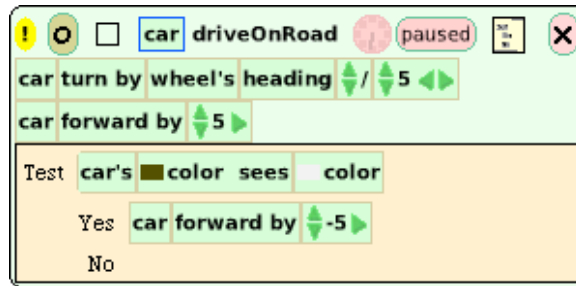 ! car driveOnRoad paused
car turn by wheel's heading / 5
car forward by 5
Test car's color sees color
Yes car forward by -5
No